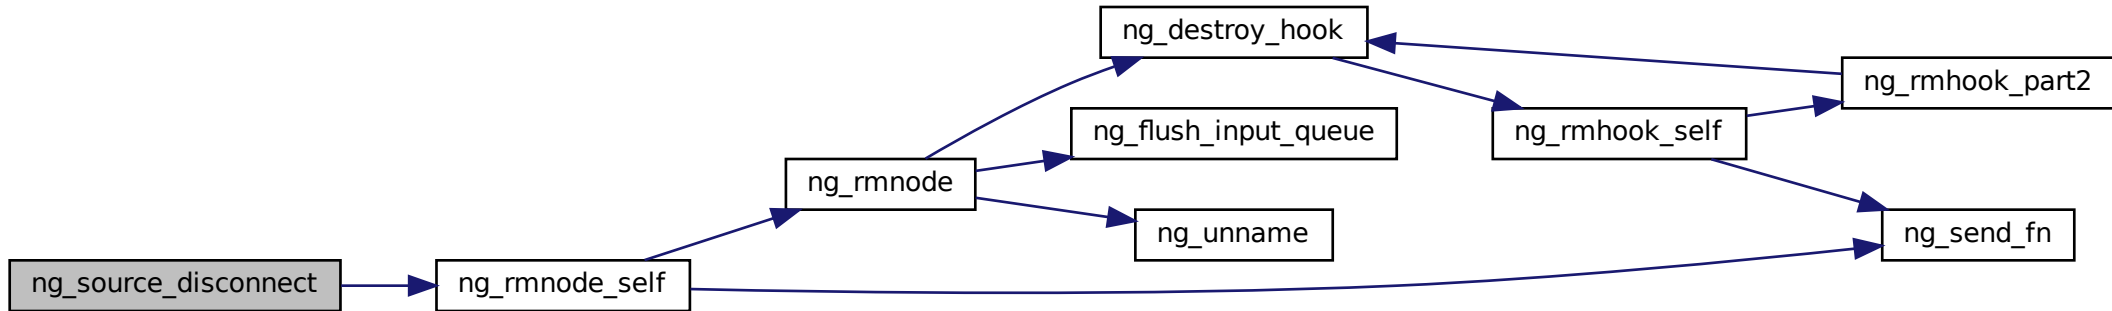 ng_destroy_hook
ng_rmhook_part2
ng_flush_input_queue
ng_rmhook_self
ng_rmnode
ng_unname
ng_send_fn
ng_source_disconnect
ng_rmnode_self